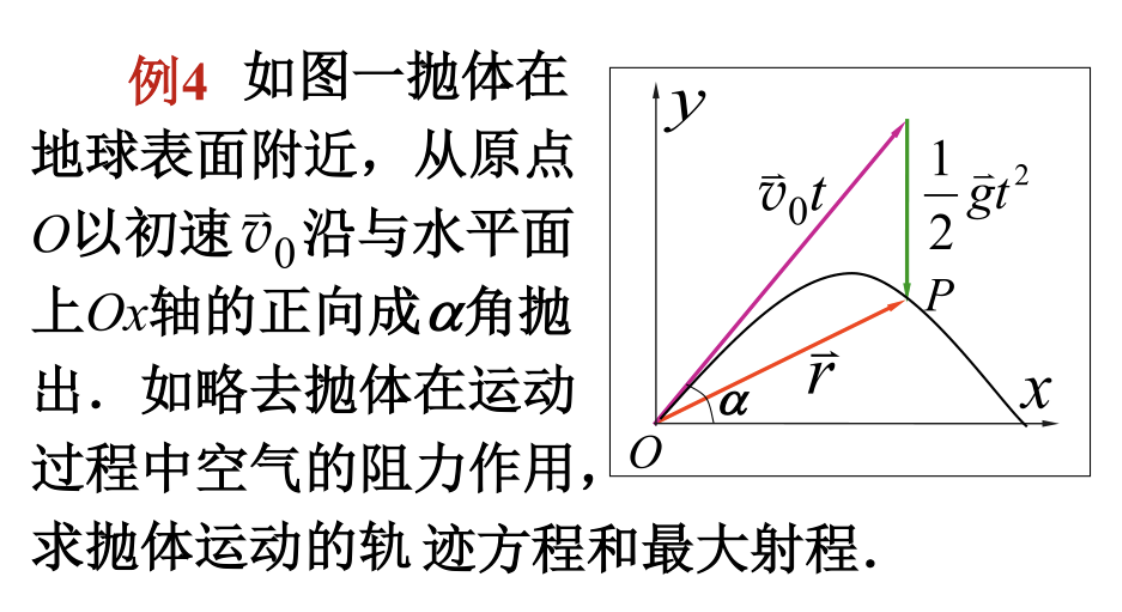 例4 如图一抛体在
地球表面附近，从原点
O以初速 $\vec{v}_0$ 沿与水平面
上Ox轴的正向成α角抛
出．如略去抛体在运动
过程中空气的阻力作用，
求抛体运动的轨 迹方程和最大射程．
y
$\vec{v}_0 t$
$\frac{1}{2}\vec{g}t^2$
P
$\vec{r}$
α
x
O